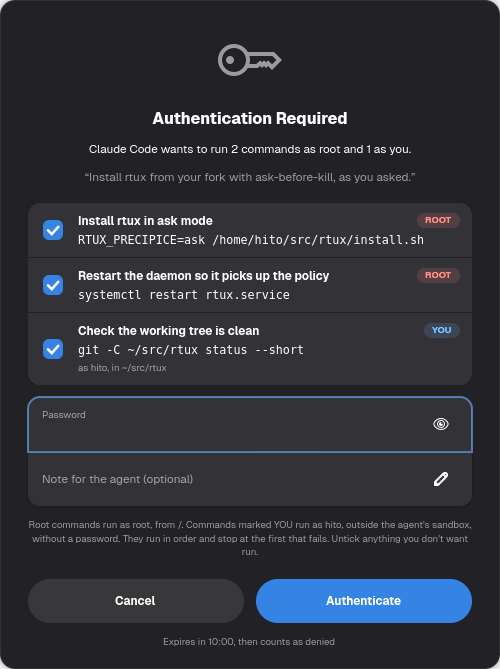 Authentication Required
Claude Code wants to run 2 commands as root and 1 as you.
“Install rtux from your fork with ask-before-kill, as you asked.”
Install rtux in ask mode
ROOT
RTUX_PRECIPICE=ask /home/hito/src/rtux/install.sh
Restart the daemon so it picks up the policy
ROOT
systemctl restart rtux.service
Check the working tree is clean
YOU
git -C ~/src/rtux status --short
as hito, in ~/src/rtux
Password
Note for the agent (optional)
Root commands run as root, from /. Commands marked YOU run as hito, outside the agent's sandbox,
without a password. They run in order and stop at the first that fails. Untick anything you don't want
run.
Cancel
Authenticate
Expires in 10:00, then counts as denied